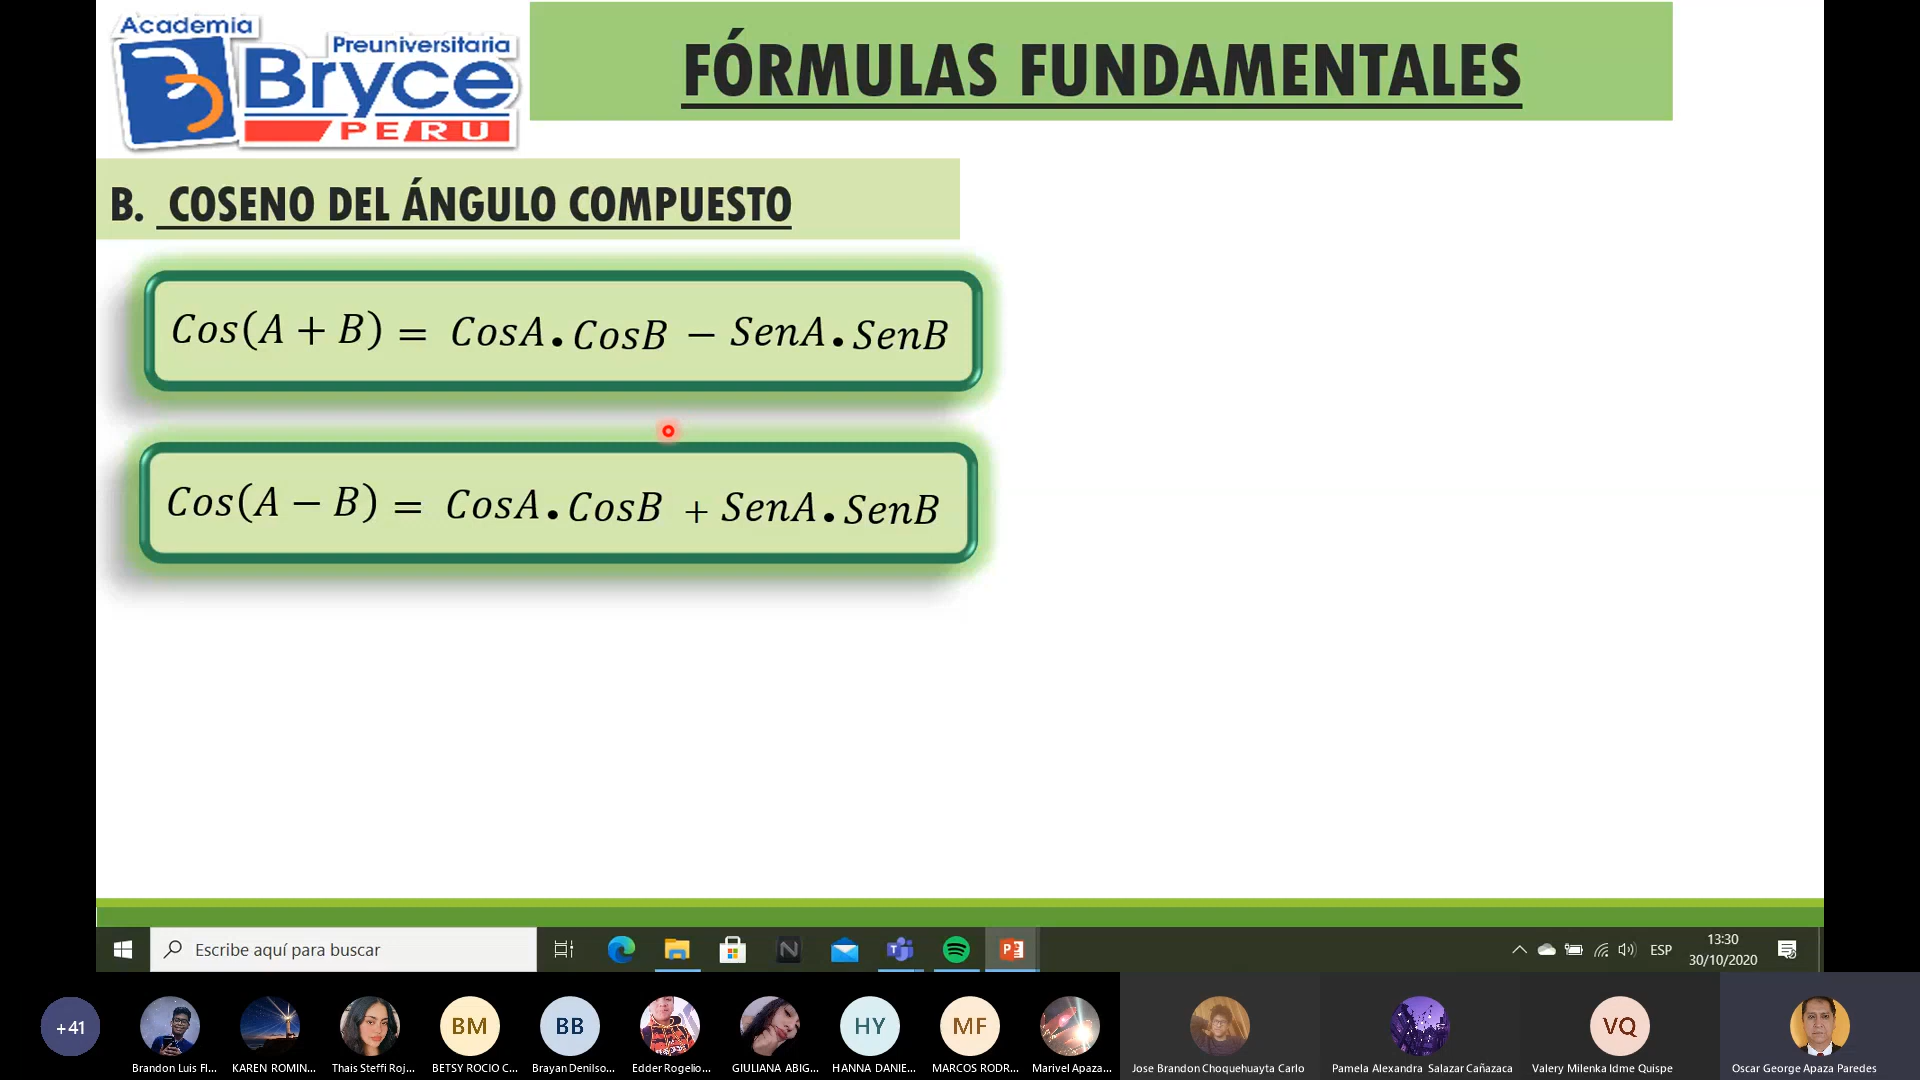 Academia
Preuniversitaria
Bryce
PERU
FÓRMULAS FUNDAMENTALES
B. COSENO DEL ÁNGULO COMPUESTO
Cos(A + B) = CosA.CosB − SenA.SenB
Cos(A − B) = CosA.CosB + SenA.SenB
Escribe aquí para buscar
ESP
13:30
30/10/2020
+41
BM
BB
HY
MF
VQ
Brandon Luis Fl...
KAREN ROMIN...
Thais Steffi Roj...
BETSY ROCIO C...
Brayan Denilso...
Edder Rogelio...
GIULIANA ABIG...
HANNA DANIE...
MARCOS RODR...
Marivel Apaza...
Jose Brandon Choquehuayta Carlo
Pamela Alexandra Salazar Cañazaca
Valery Milenka Idme Quispe
Oscar George Apaza Paredes